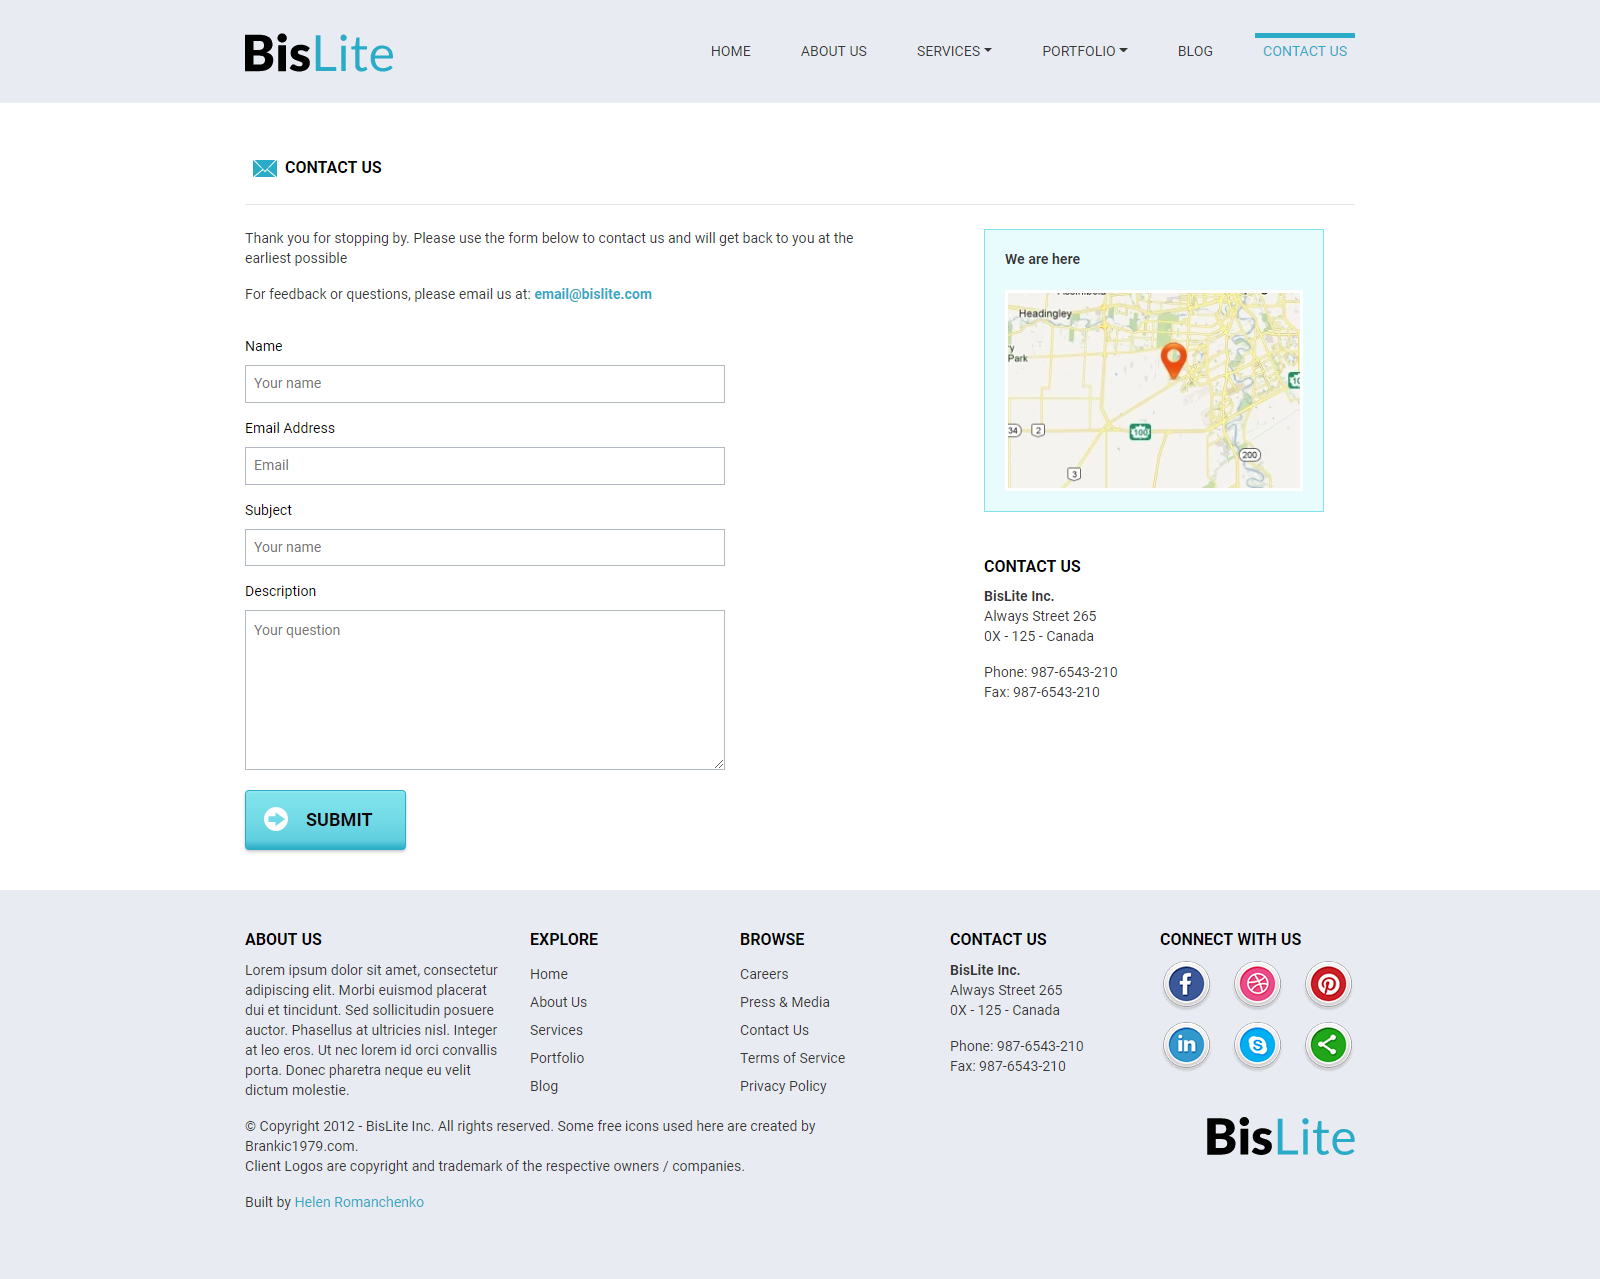 BisLite
HOME ABOUT US SERVICES PORTFOLIO BLOG CONTACT US
CONTACT US
Thank you for stopping by. Please use the form below to contact us and will get back to you at the
earliest possible
For feedback or questions, please email us at: email@bislite.com
Name
Your name
Email Address
Email
Subject
Your name
Description
Your question
SUBMIT
We are here
Headingley
Park
34
2
100
200
3
CONTACT US
BisLite Inc.
Always Street 265
0X - 125 - Canada
Phone: 987-6543-210
Fax: 987-6543-210
ABOUT US
Lorem ipsum dolor sit amet, consectetur
adipiscing elit. Morbi euismod placerat
dui et tincidunt. Sed sollicitudin posuere
auctor. Phasellus at ultricies nisl. Integer
at leo eros. Ut nec lorem id orci convallis
porta. Donec pharetra neque eu velit
dictum molestie.
EXPLORE
Home
About Us
Services
Portfolio
Blog
BROWSE
Careers
Press & Media
Contact Us
Terms of Service
Privacy Policy
CONTACT US
BisLite Inc.
Always Street 265
0X - 125 - Canada
Phone: 987-6543-210
Fax: 987-6543-210
CONNECT WITH US
© Copyright 2012 - BisLite Inc. All rights reserved. Some free icons used here are created by
Brankic1979.com.
Client Logos are copyright and trademark of the respective owners / companies.
Built by Helen Romanchenko
BisLite